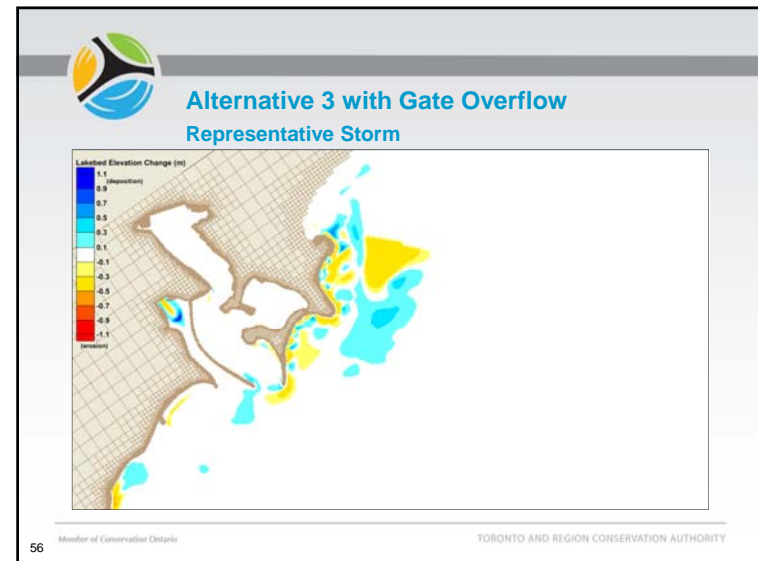 Alternative 3 with Gate Overflow
Representative Storm
Lakebed Elevation Change (m)
1.1
(deposition)
0.9
0.7
0.5
0.3
0.1
-0.1
-0.3
-0.5
-0.7
-0.9
-1.1
(erosion)
Member of Conservation Ontario
TORONTO AND REGION CONSERVATION AUTHORITY
56